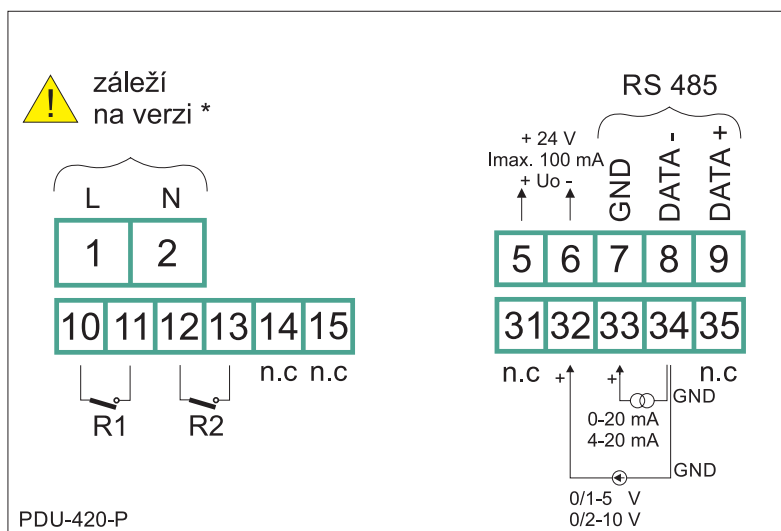 !
záleží
na verzi *
L N
1 2
10 11 12 13 14 15
n.c n.c
R1 R2
RS 485
+ 24 V
Imax. 100 mA
+ Uo -
GND
DATA -
DATA +
5 6 7 8 9
31 32 33 34 35
n.c + + n.c
GND
0-20 mA
4-20 mA
GND
0/1-5 V
0/2-10 V
PDU-420-P